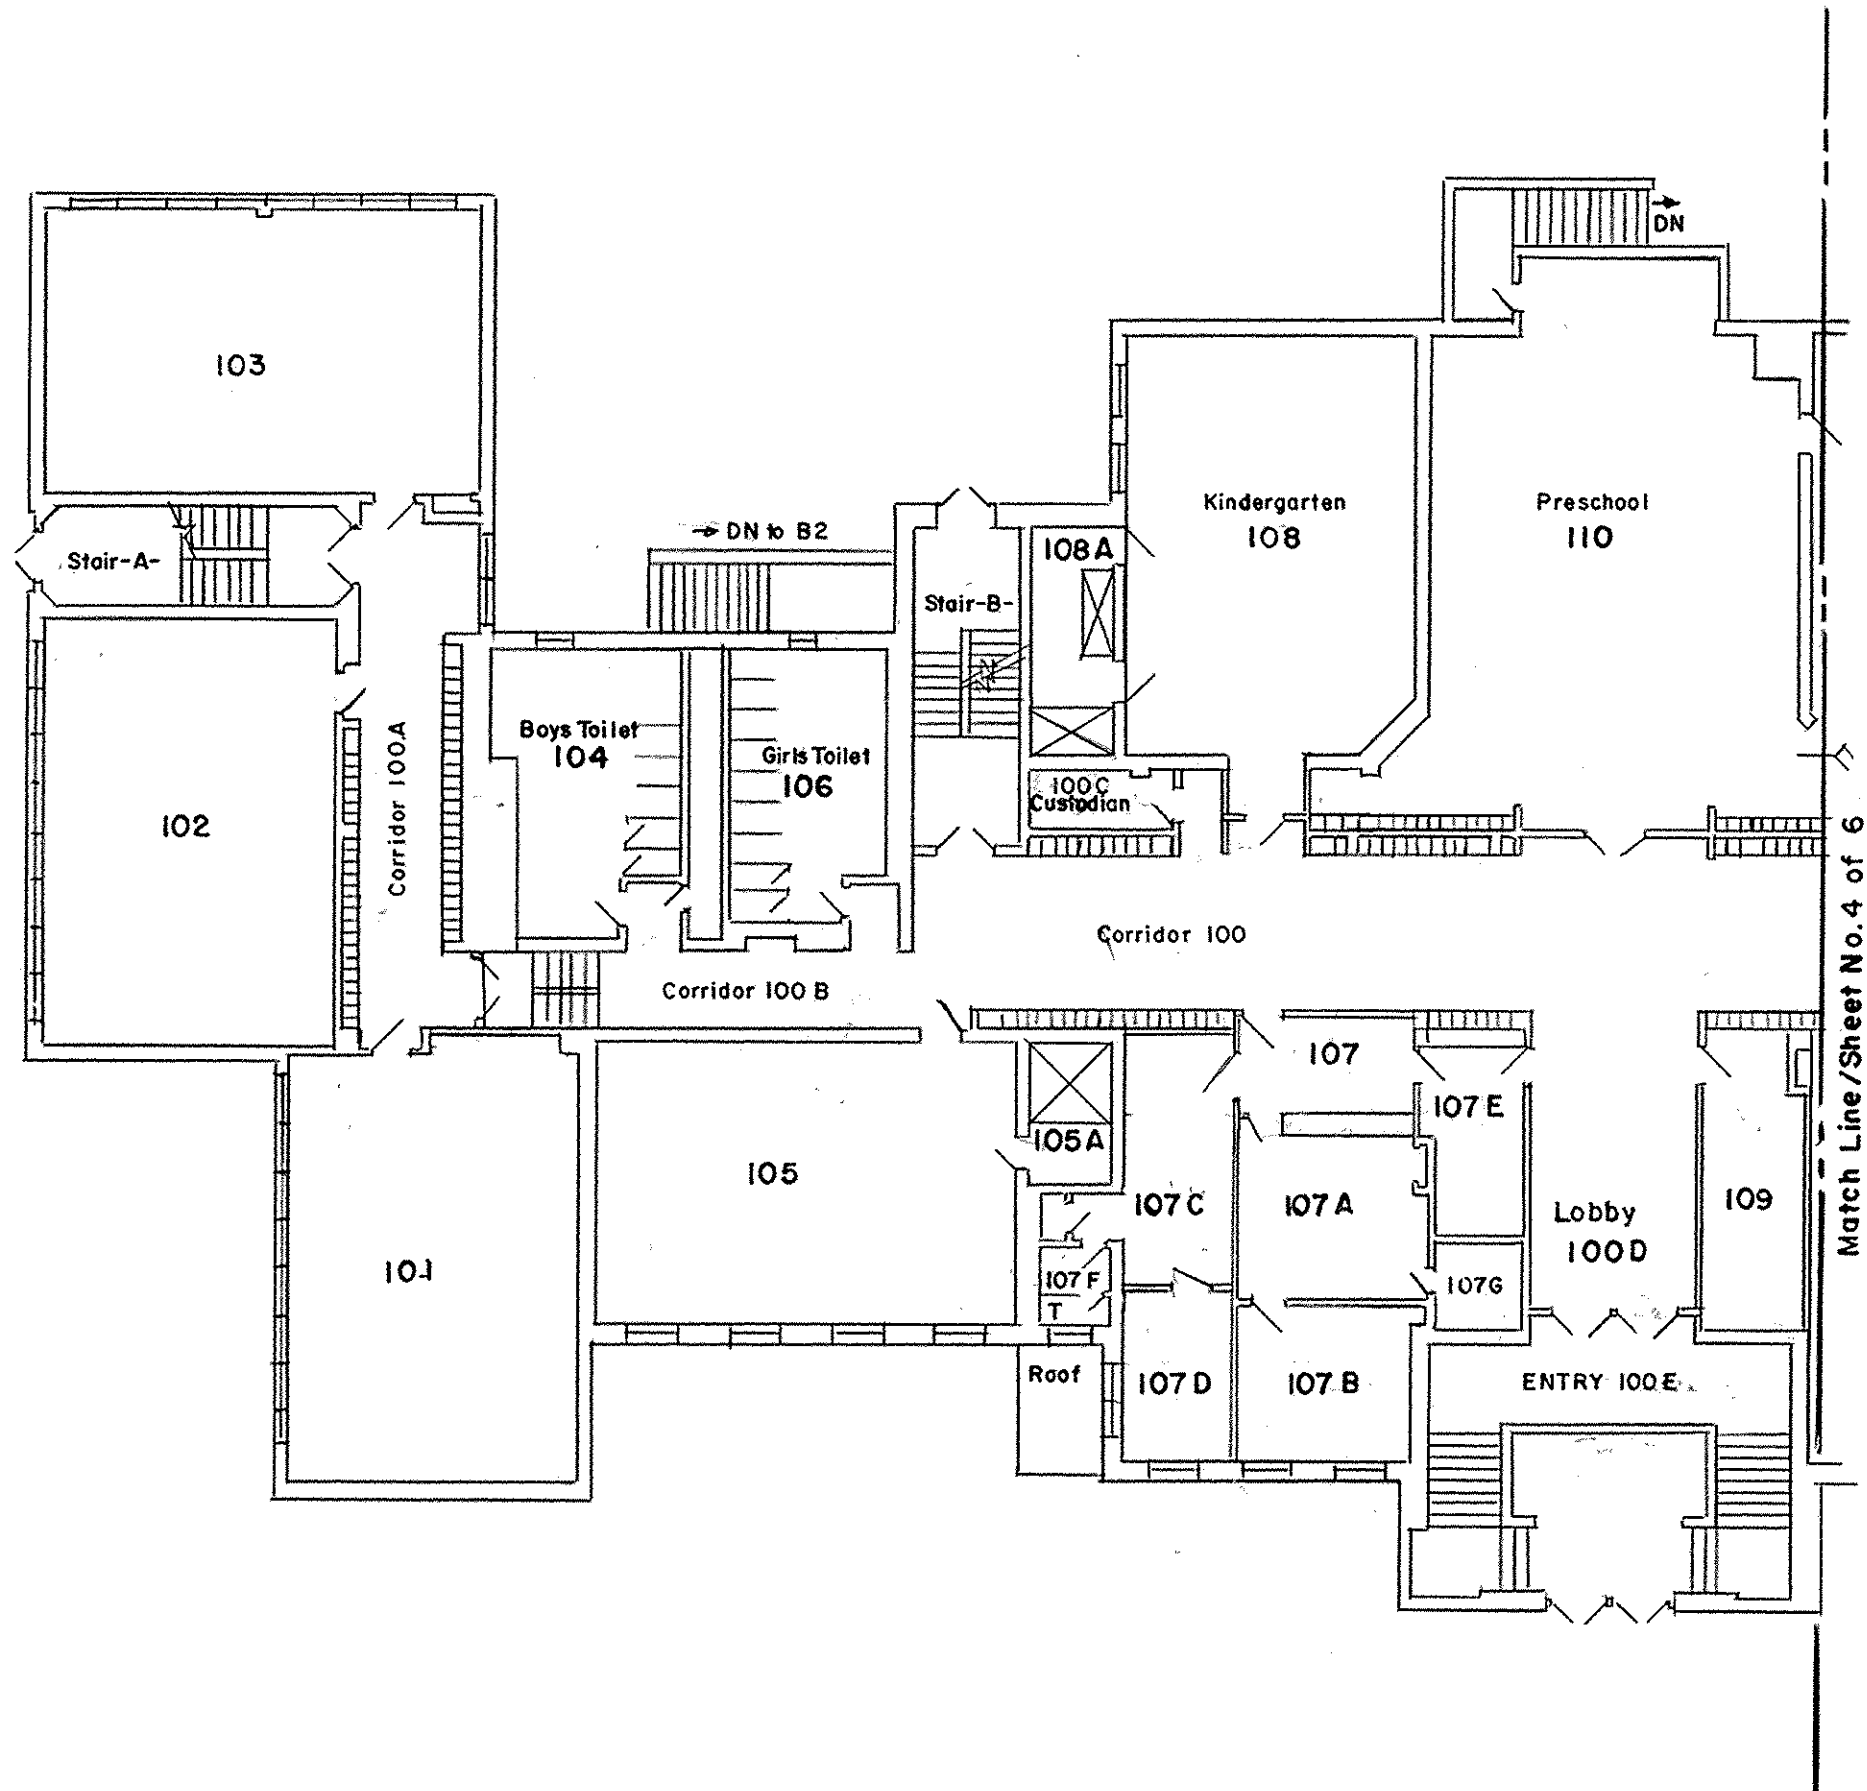 DN
103
Kindergarten
108
Preschool
110
DN to B2
108A
Stair-A-
Stair-B-
Boys Toilet
104
Girls Toilet
106
100C
Custodian
102
Corridor 100A
Corridor 100
Corridor 100B
107
107E
105A
105
107C
107A
109
Lobby
100D
101
107F
T
107G
Roof
107D
107B
ENTRY 100E
Match Line/Sheet No.4 of 6